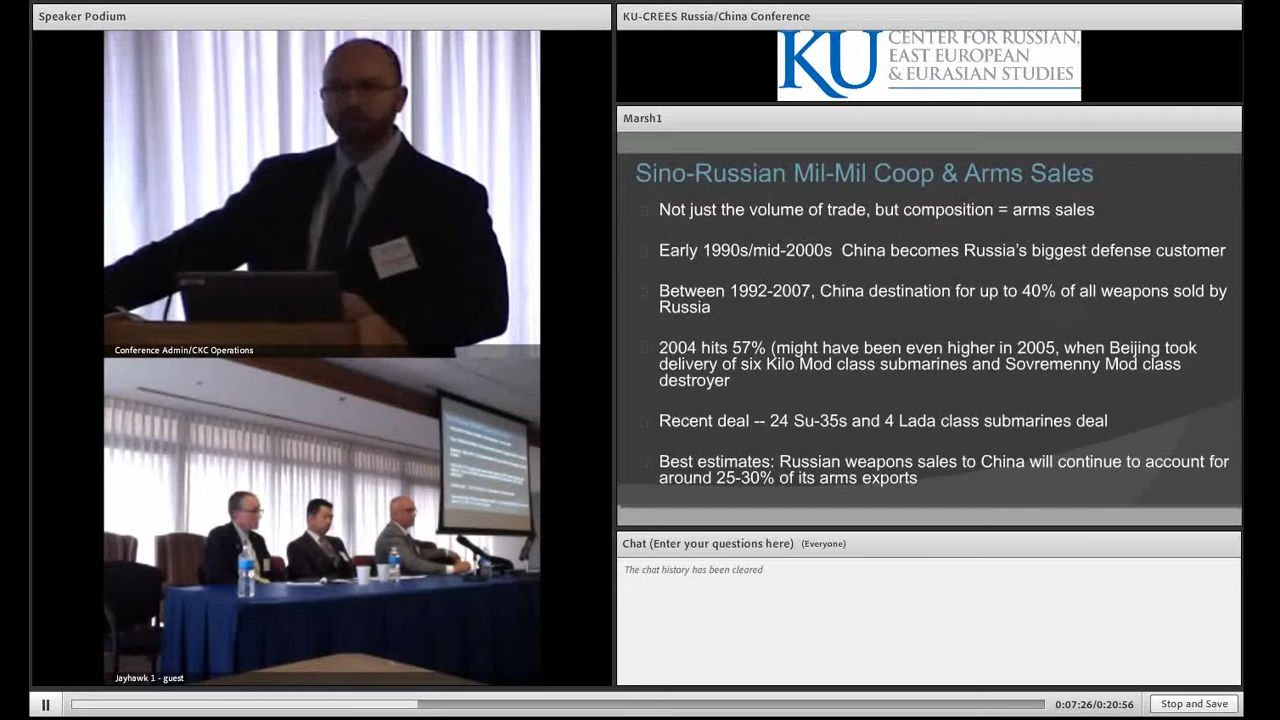 Speaker Podium
Conference Admin/CKC Operations
Jayhawk 1 - guest
KU-CREES Russia/China Conference
KU
CENTER FOR RUSSIAN,
EAST EUROPEAN
& EURASIAN STUDIES
Marsh1
Sino-Russian Mil-Mil Coop & Arms Sales
Not just the volume of trade, but composition = arms sales
Early 1990s/mid-2000s  China becomes Russia's biggest defense customer
Between 1992-2007, China destination for up to 40% of all weapons sold by
Russia
2004 hits 57% (might have been even higher in 2005, when Beijing took
delivery of six Kilo Mod class submarines and Sovremenny Mod class
destroyer
Recent deal -- 24 Su-35s and 4 Lada class submarines deal
Best estimates: Russian weapons sales to China will continue to account for
around 25-30% of its arms exports
Chat (Enter your questions here) (Everyone)
The chat history has been cleared
0:07:26/0:20:56
Stop and Save